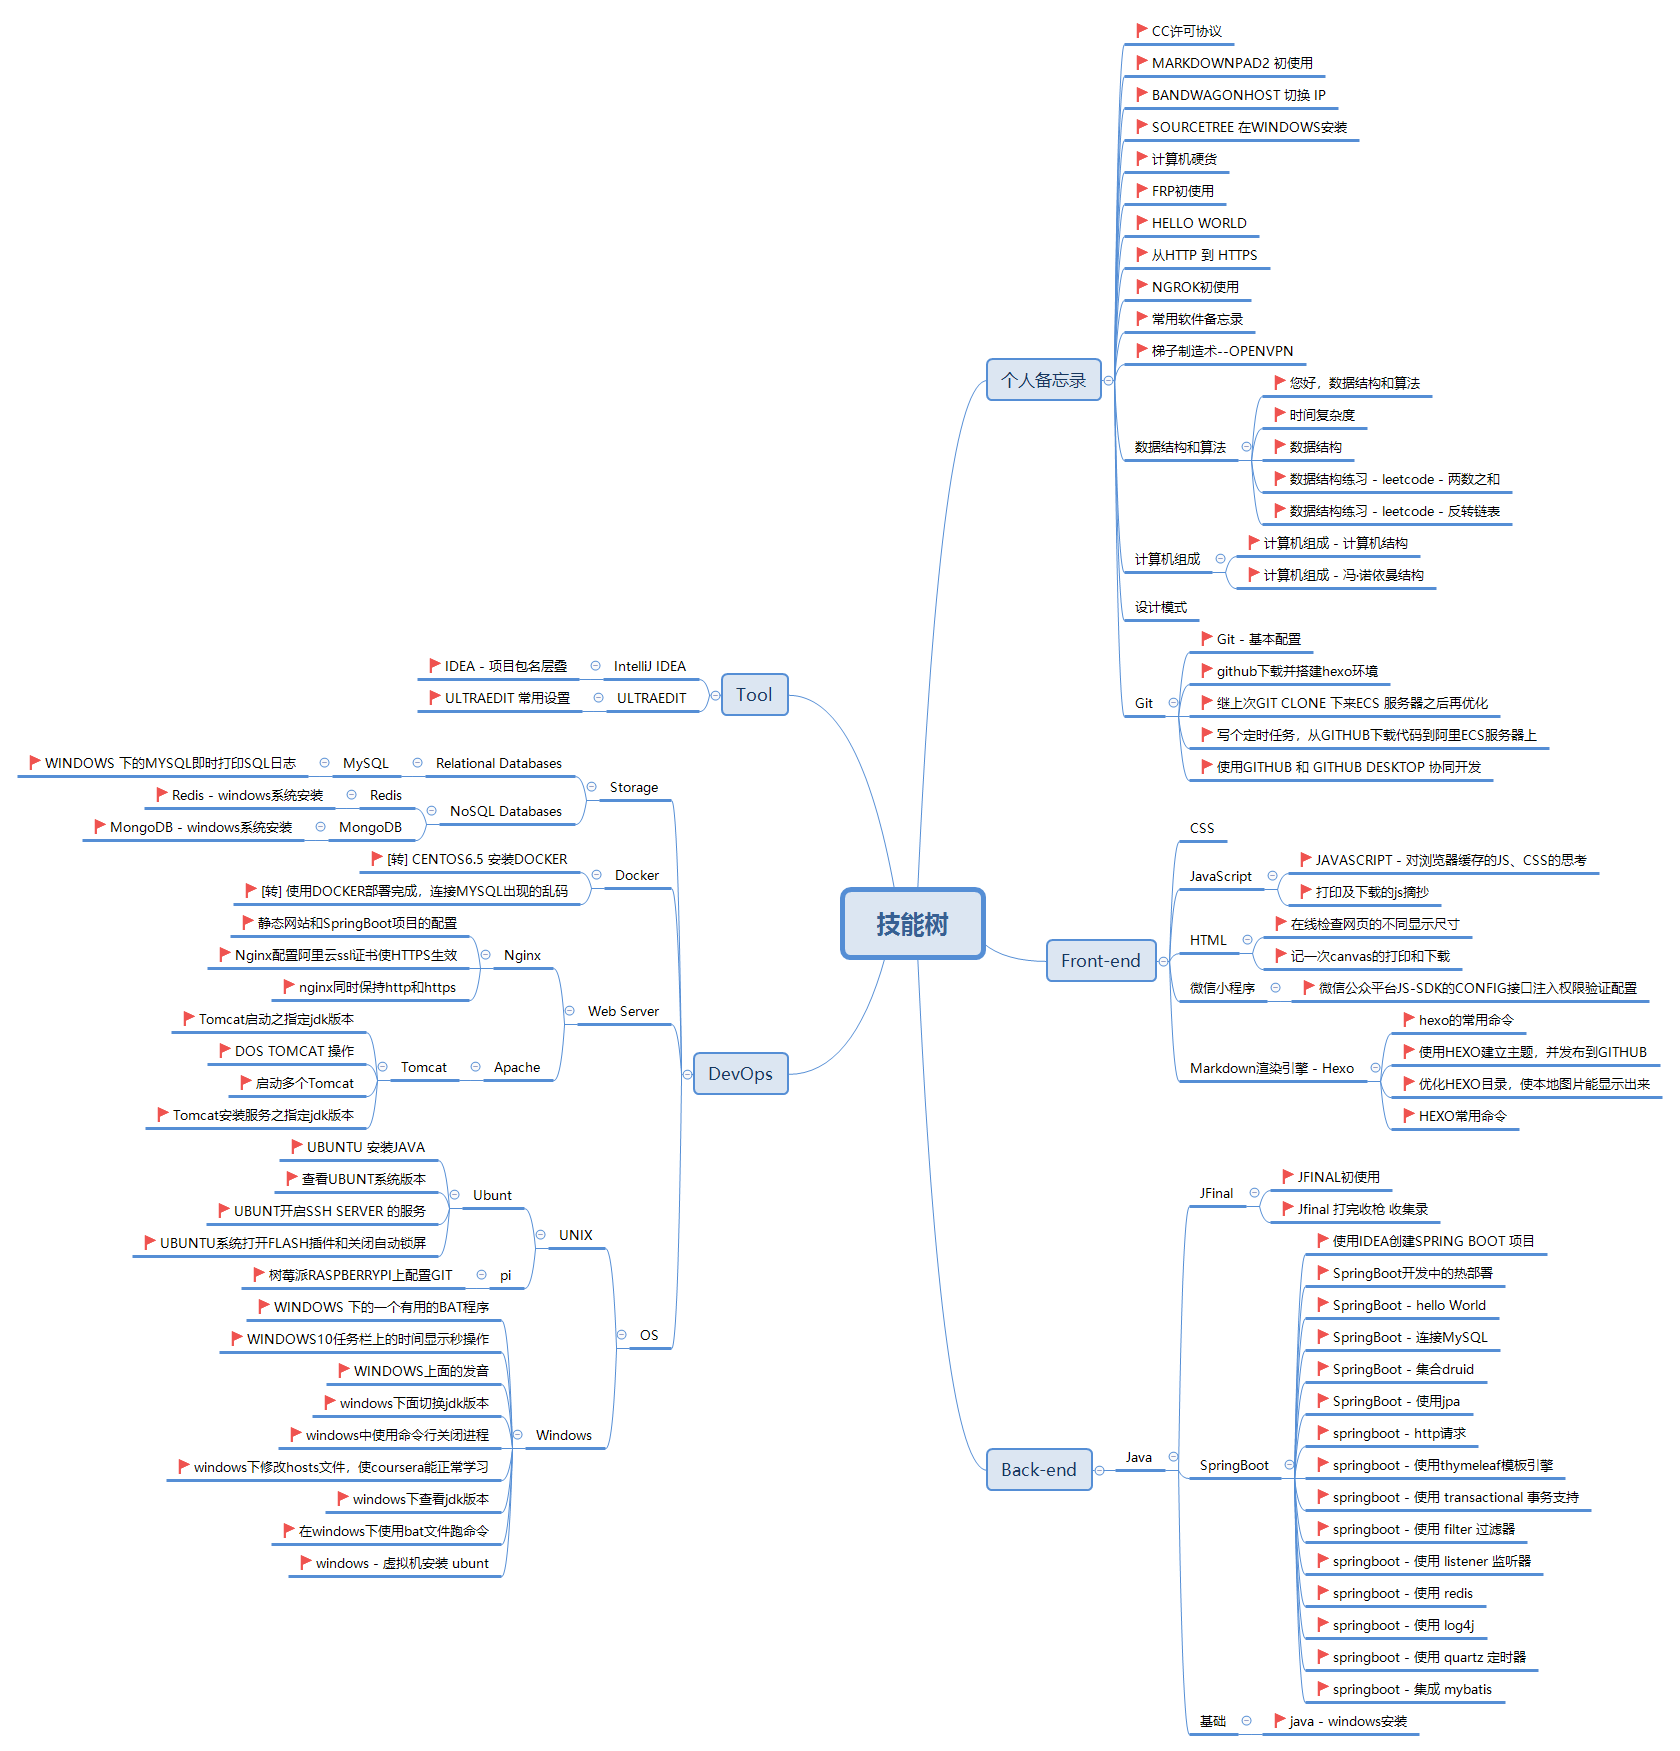 技能树
个人备忘录
CC许可协议
MARKDOWNPAD2 初使用
BANDWAGONHOST 切换 IP
SOURCETREE 在WINDOWS安装
计算机硬货
FRP初使用
HELLO WORLD
从HTTP 到 HTTPS
NGROK初使用
常用软件备忘录
梯子制造术--OPENVPN
数据结构和算法
您好，数据结构和算法
时间复杂度
数据结构
数据结构练习 - leetcode - 两数之和
数据结构练习 - leetcode - 反转链表
计算机组成
计算机组成 - 计算机结构
计算机组成 - 冯·诺依曼结构
设计模式
Git
Git - 基本配置
github下载并搭建hexo环境
继上次GIT CLONE 下来ECS 服务器之后再优化
写个定时任务，从GITHUB下载代码到阿里ECS服务器上
使用GITHUB 和 GITHUB DESKTOP 协同开发
Front-end
CSS
JavaScript
JAVASCRIPT - 对浏览器缓存的JS、CSS的思考
打印及下载的js摘抄
HTML
在线检查网页的不同显示尺寸
记一次canvas的打印和下载
微信小程序
微信公众平台JS-SDK的CONFIG接口注入权限验证配置
Markdown渲染引擎 - Hexo
hexo的常用命令
使用HEXO建立主题，并发布到GITHUB
优化HEXO目录，使本地图片能显示出来
HEXO常用命令
Back-end
Java
JFinal
JFINAL初使用
Jfinal 打完收枪 收集录
SpringBoot
使用IDEA创建SPRING BOOT 项目
SpringBoot开发中的热部署
SpringBoot - hello World
SpringBoot - 连接MySQL
SpringBoot - 集合druid
SpringBoot - 使用jpa
springboot - http请求
springboot - 使用thymeleaf模板引擎
springboot - 使用 transactional 事务支持
springboot - 使用 filter 过滤器
springboot - 使用 listener 监听器
springboot - 使用 redis
springboot - 使用 log4j
springboot - 使用 quartz 定时器
springboot - 集成 mybatis
基础
java - windows安装
Tool
IntelliJ IDEA
IDEA - 项目包名层叠
ULTRAEDIT
ULTRAEDIT 常用设置
DevOps
Storage
Relational Databases
MySQL
WINDOWS 下的MYSQL即时打印SQL日志
NoSQL Databases
Redis
Redis - windows系统安装
MongoDB
MongoDB - windows系统安装
Docker
[转] CENTOS6.5 安装DOCKER
[转] 使用DOCKER部署完成，连接MYSQL出现的乱码
Web Server
Nginx
静态网站和SpringBoot项目的配置
Nginx配置阿里云ssl证书使HTTPS生效
nginx同时保持http和https
Apache
Tomcat
Tomcat启动之指定jdk版本
DOS TOMCAT 操作
启动多个Tomcat
Tomcat安装服务之指定jdk版本
OS
UNIX
Ubunt
UBUNTU 安装JAVA
查看UBUNT系统版本
UBUNT开启SSH SERVER 的服务
UBUNTU系统打开FLASH插件和关闭自动锁屏
pi
树莓派RASPBERRYPI上配置GIT
Windows
WINDOWS 下的一个有用的BAT程序
WINDOWS10任务栏上的时间显示秒操作
WINDOWS上面的发音
windows下面切换jdk版本
windows中使用命令行关闭进程
windows下修改hosts文件，使coursera能正常学习
windows下查看jdk版本
在windows下使用bat文件跑命令
windows - 虚拟机安装 ubunt